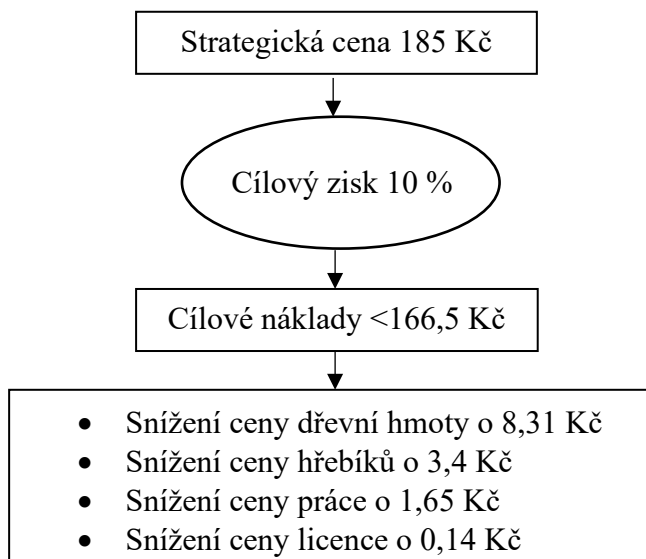 Strategická cena 185 Kč
Cílový zisk 10 %
Cílové náklady <166,5 Kč
• Snížení ceny dřevní hmoty o 8,31 Kč
• Snížení ceny hřebíků o 3,4 Kč
• Snížení ceny práce o 1,65 Kč
• Snížení ceny licence o 0,14 Kč